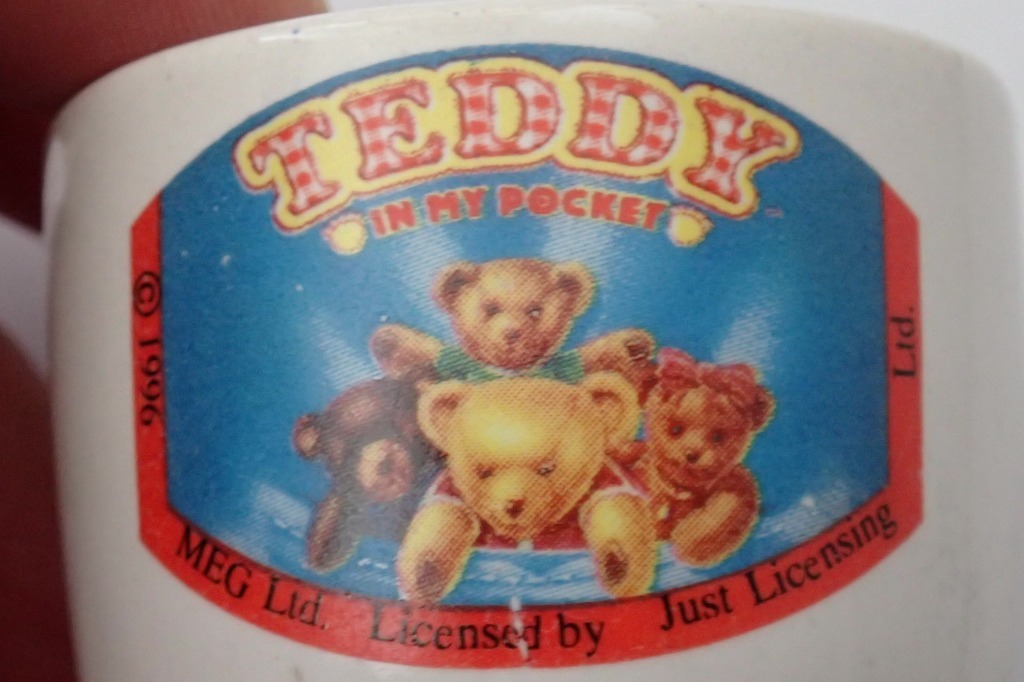 TEDDY
IN MY POCKET
© 1996 MEG Ltd. Licensed by Just Licensing Ltd.